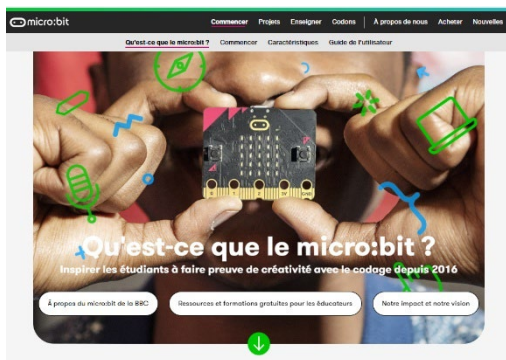 micro:bit Commencer Projets Enseigner Codons À propos de nous Acheter Nouvelles
Qu'est-ce que le micro:bit ? Commencer Caractéristiques Guide de l'utilisateur
Qu'est-ce que le micro:bit ?
Inspirer les étudiants à faire preuve de créativité avec le codage depuis 2016
À propos du micro:bit de la BBC Ressources et formations gratuites pour les éducateurs Notre impact et notre vision